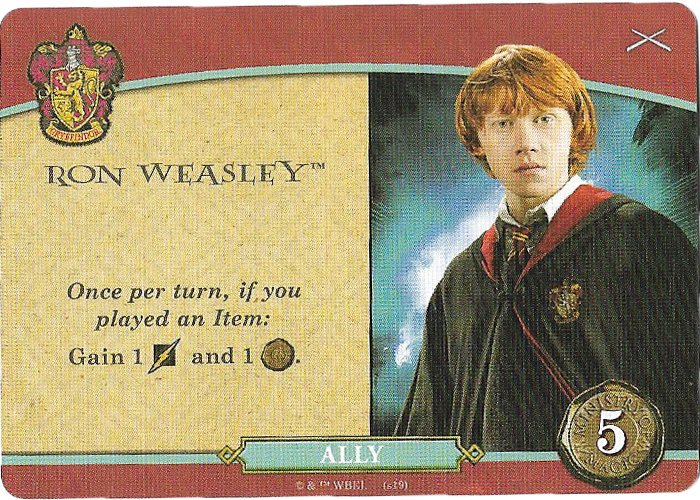 GRYFFINDOR
RON WEASLEY™
Once per turn, if you
played an Item:
Gain 1 and 1 .
MINISTRY OF MAGIC
5
ALLY
© & ™ WBEI. (s19)